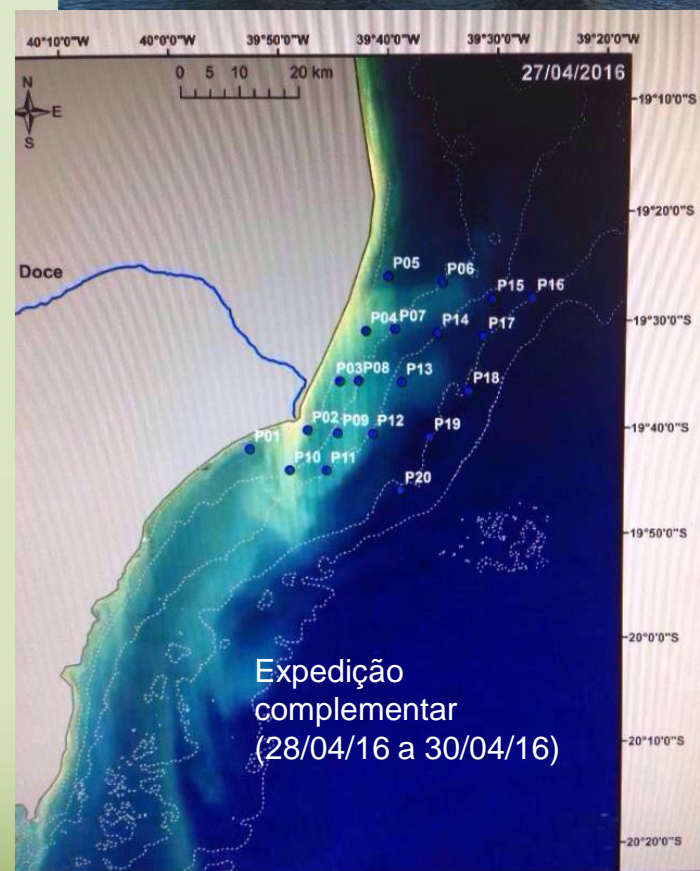 40°10'0"W 40°0'0"W 39°50'0"W 39°40'0"W 39°30'0"W 39°20'0"W
0 5 10 20 km
27/04/2016
N
E
S
19°10'0"S
19°20'0"S
Doce
P05
P06
P15 P16
19°30'0"S
P04 P07
P14
P17
P03 P08
P13
P18
19°40'0"S
P01
P02 P09
P12
P19
P10 P11
P20
19°50'0"S
20°0'0"S
Expedição
complementar
(28/04/16 a 30/04/16)
20°10'0"S
20°20'0"S